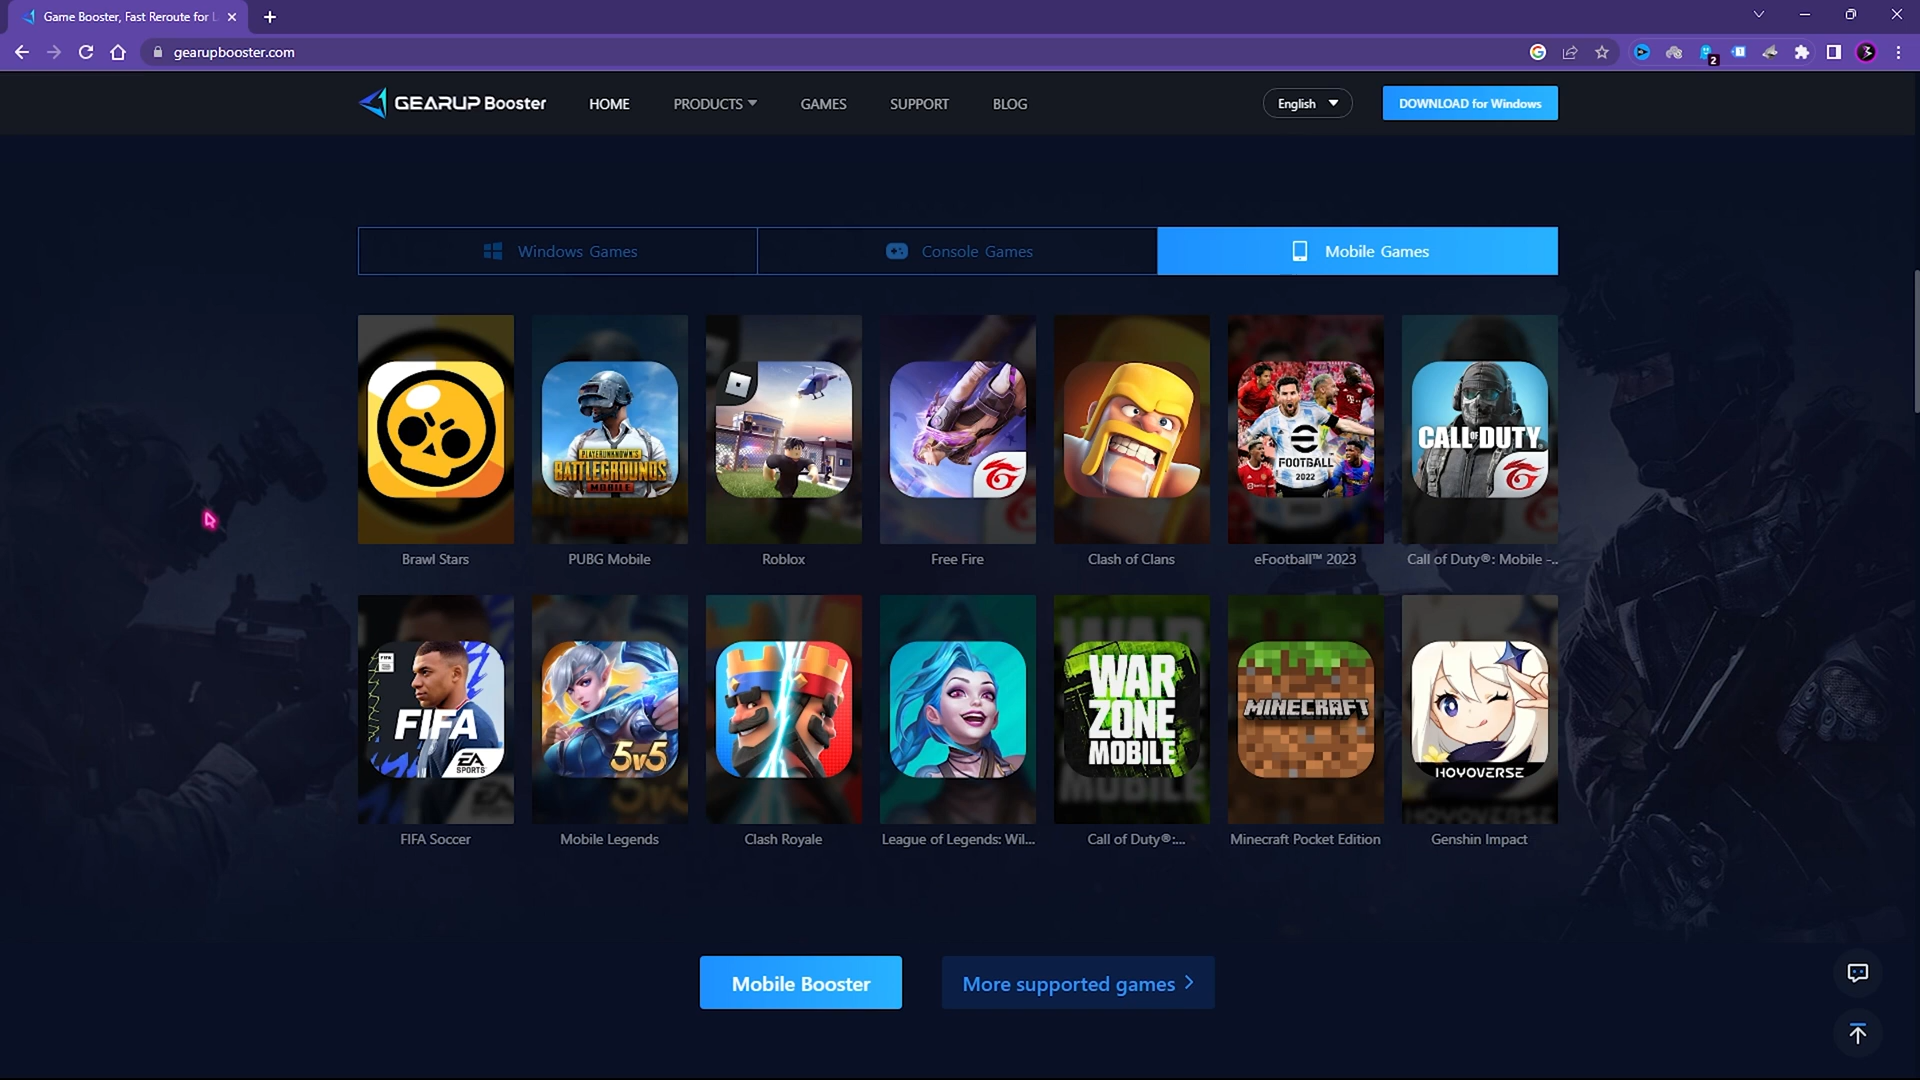 Game Booster, Fast Reroute for L
gearupbooster.com
2
GEARUP Booster
HOME
PRODUCTS
GAMES
SUPPORT
BLOG
English
DOWNLOAD for Windows
Windows Games
Console Games
Mobile Games
PLAYERUNKNOWN'S
BATTLEGROUNDS
MOBILE
FOOTBALL
2022
CALL OF DUTY
Brawl Stars
PUBG Mobile
Roblox
Free Fire
Clash of Clans
eFootball™ 2023
Call of Duty®: Mobile -..
FIFA
EA
SPORTS
5v5
WAR
ZONE
MOBILE
MINECRAFT
HOYOVERSE
FIFA Soccer
Mobile Legends
Clash Royale
League of Legends: Wil...
Call of Duty®:...
Minecraft Pocket Edition
Genshin Impact
Mobile Booster
More supported games